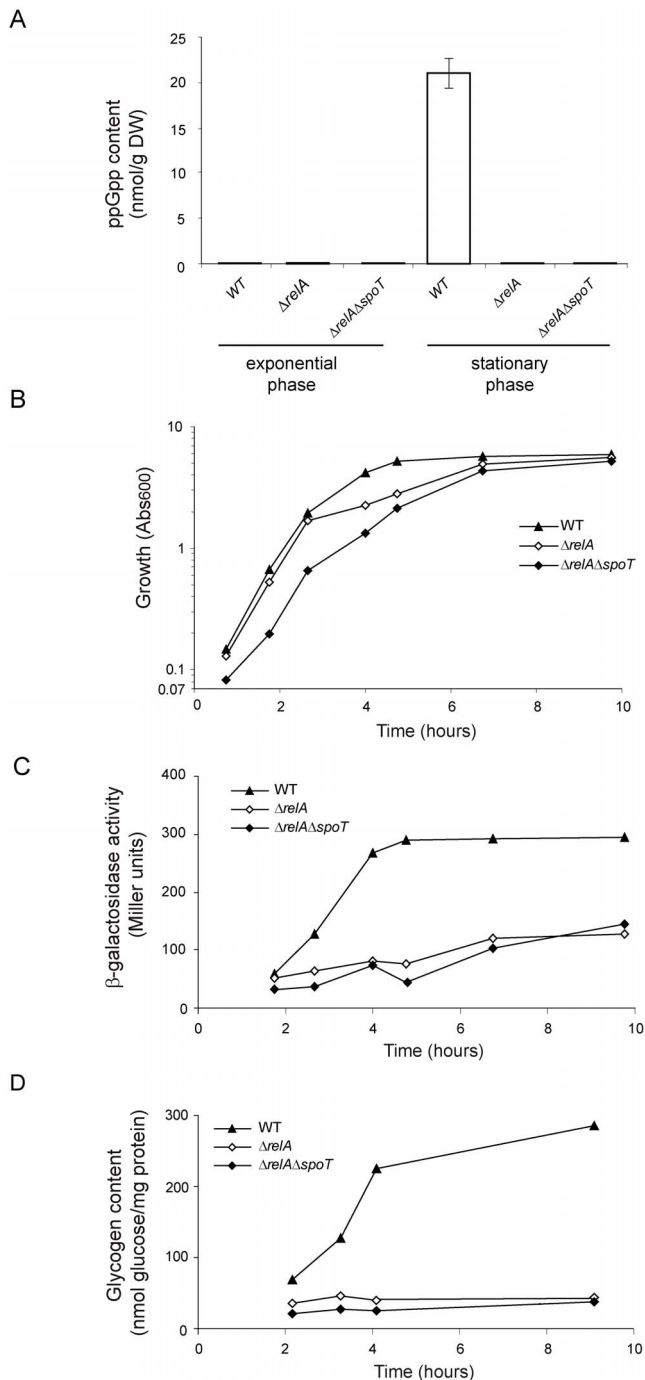 A
ppGpp content
(nmol/g DW)
25
20
15
10
5
0
WT
ΔrelA
ΔrelAΔspoT
WT
ΔrelA
ΔrelAΔspoT
exponential
phase
stationary
phase
B
Growth (Abs600)
10
1
0.1
0.07
0
2
4
6
8
10
Time (hours)
WT
ΔrelA
ΔrelAΔspoT
C
β-galactosidase activity
(Miller units)
400
300
200
100
0
WT
ΔrelA
ΔrelAΔspoT
0
2
4
6
8
10
Time (hours)
D
Glycogen content
(nmol glucose/mg protein)
300
200
100
0
WT
ΔrelA
ΔrelAΔspoT
0
2
4
6
8
10
Time (hours)